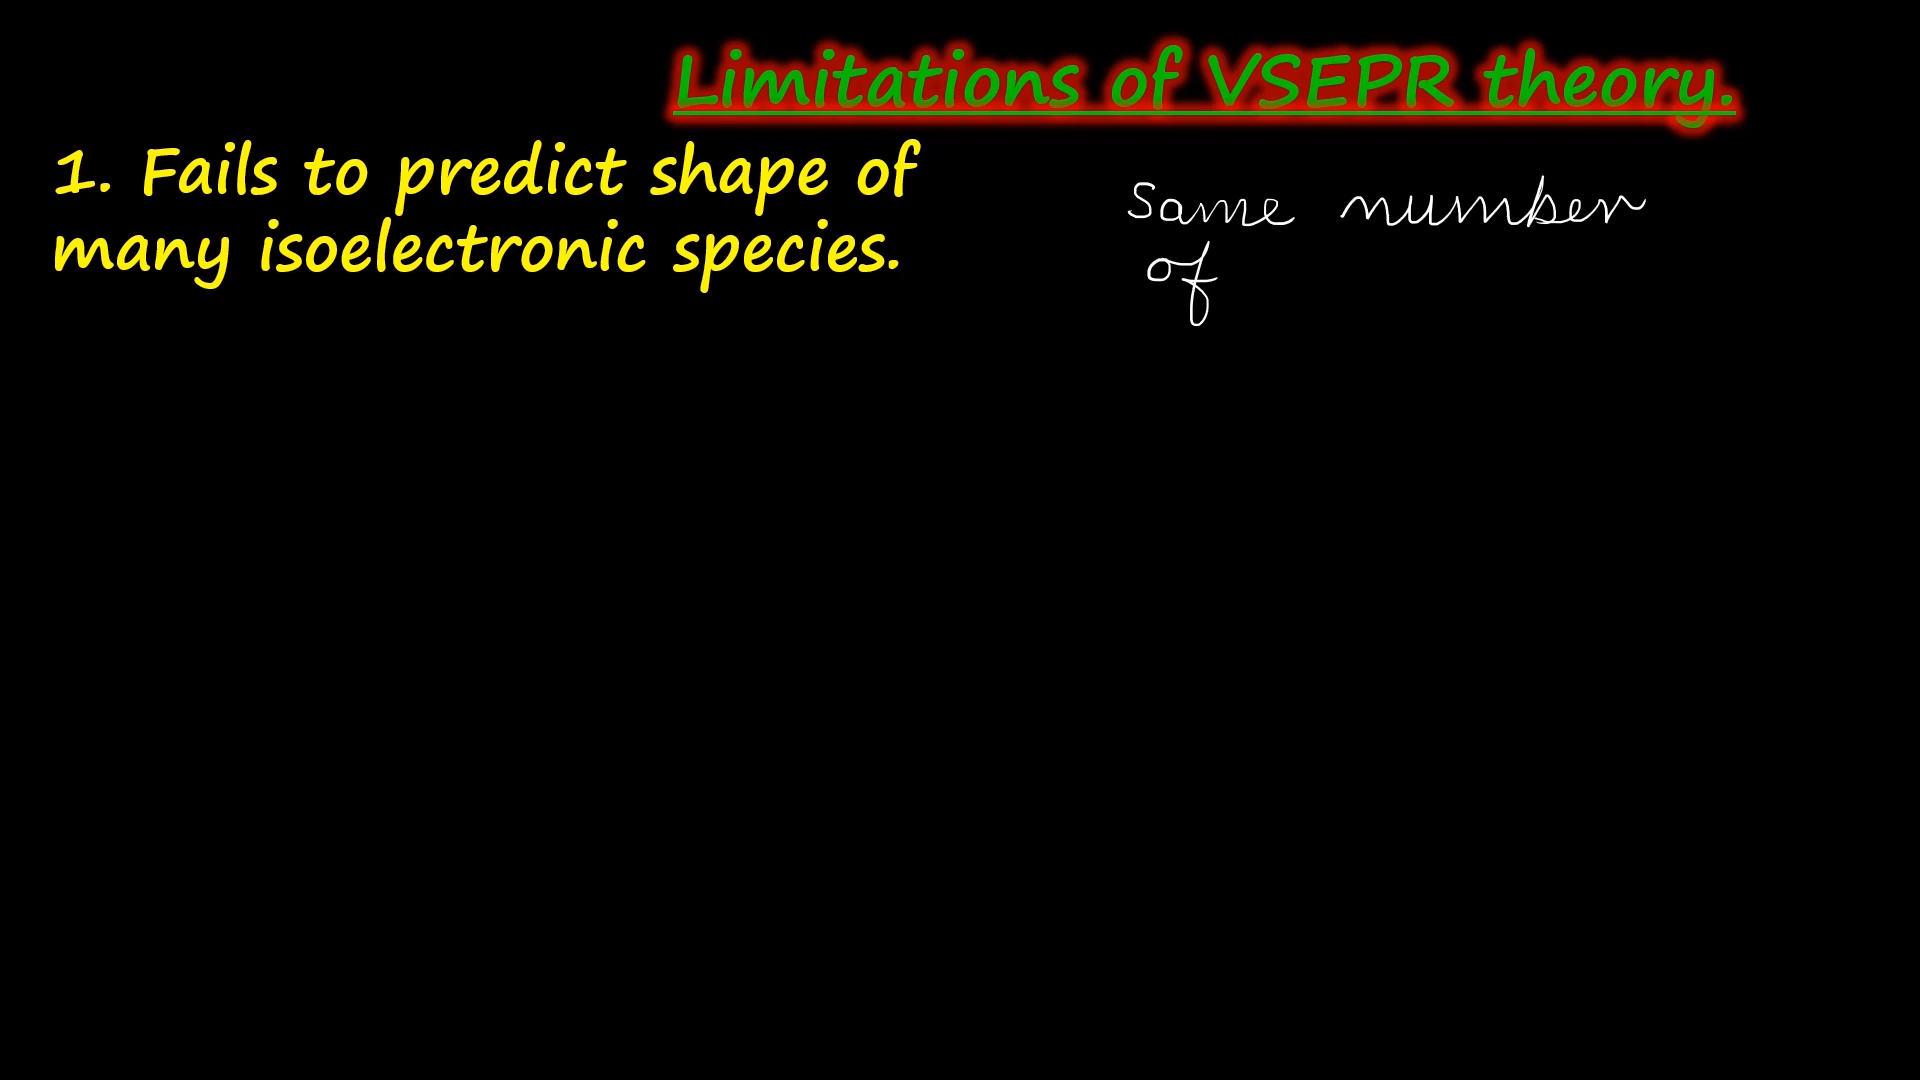 Limitations of VSEPR theory.
1. Fails to predict shape of
many isoelectronic species.
Same number
of